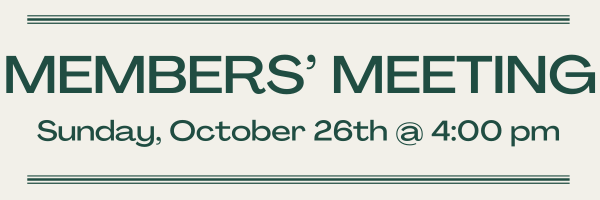 MEMBERS’ MEETING
Sunday, October 26th @ 4:00 pm